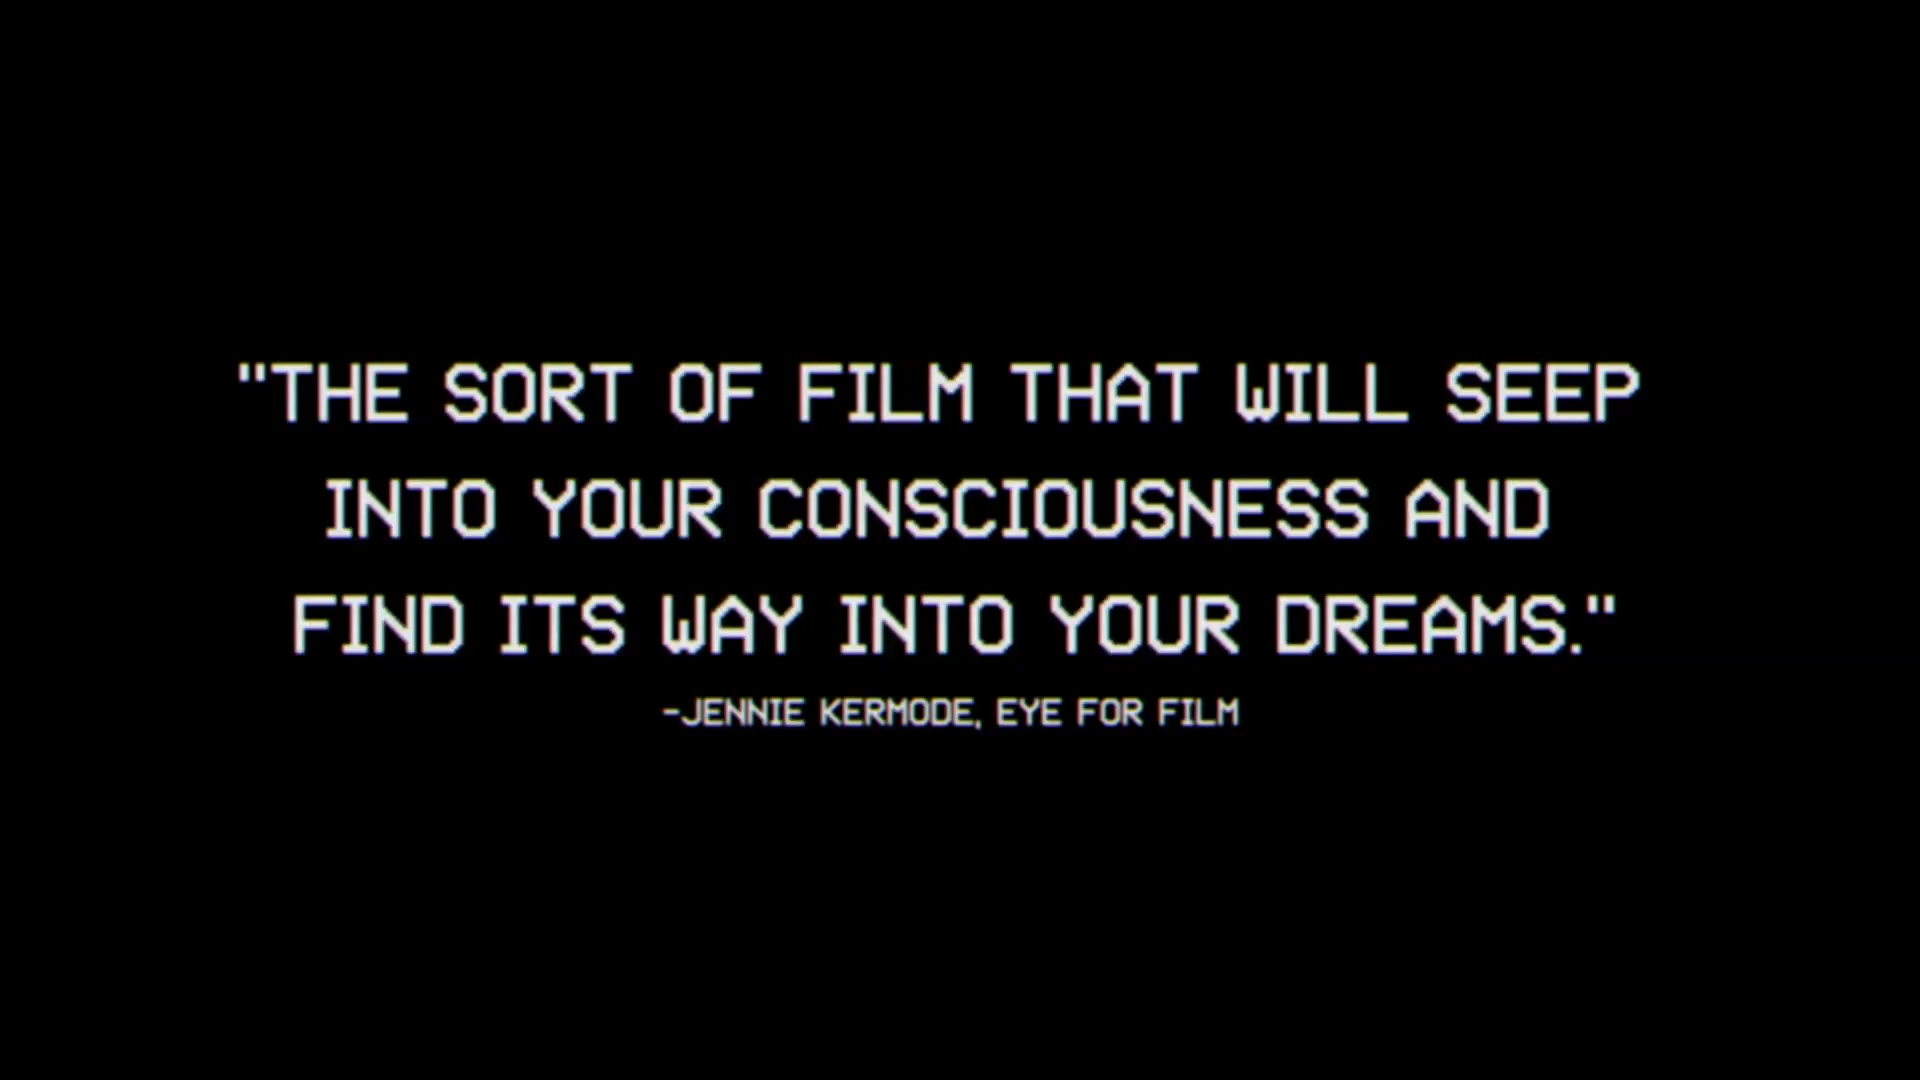 "THE SORT OF FILM THAT WILL SEEP
INTO YOUR CONSCIOUSNESS AND
FIND ITS WAY INTO YOUR DREAMS."
-JENNIE KERMODE, EYE FOR FILM